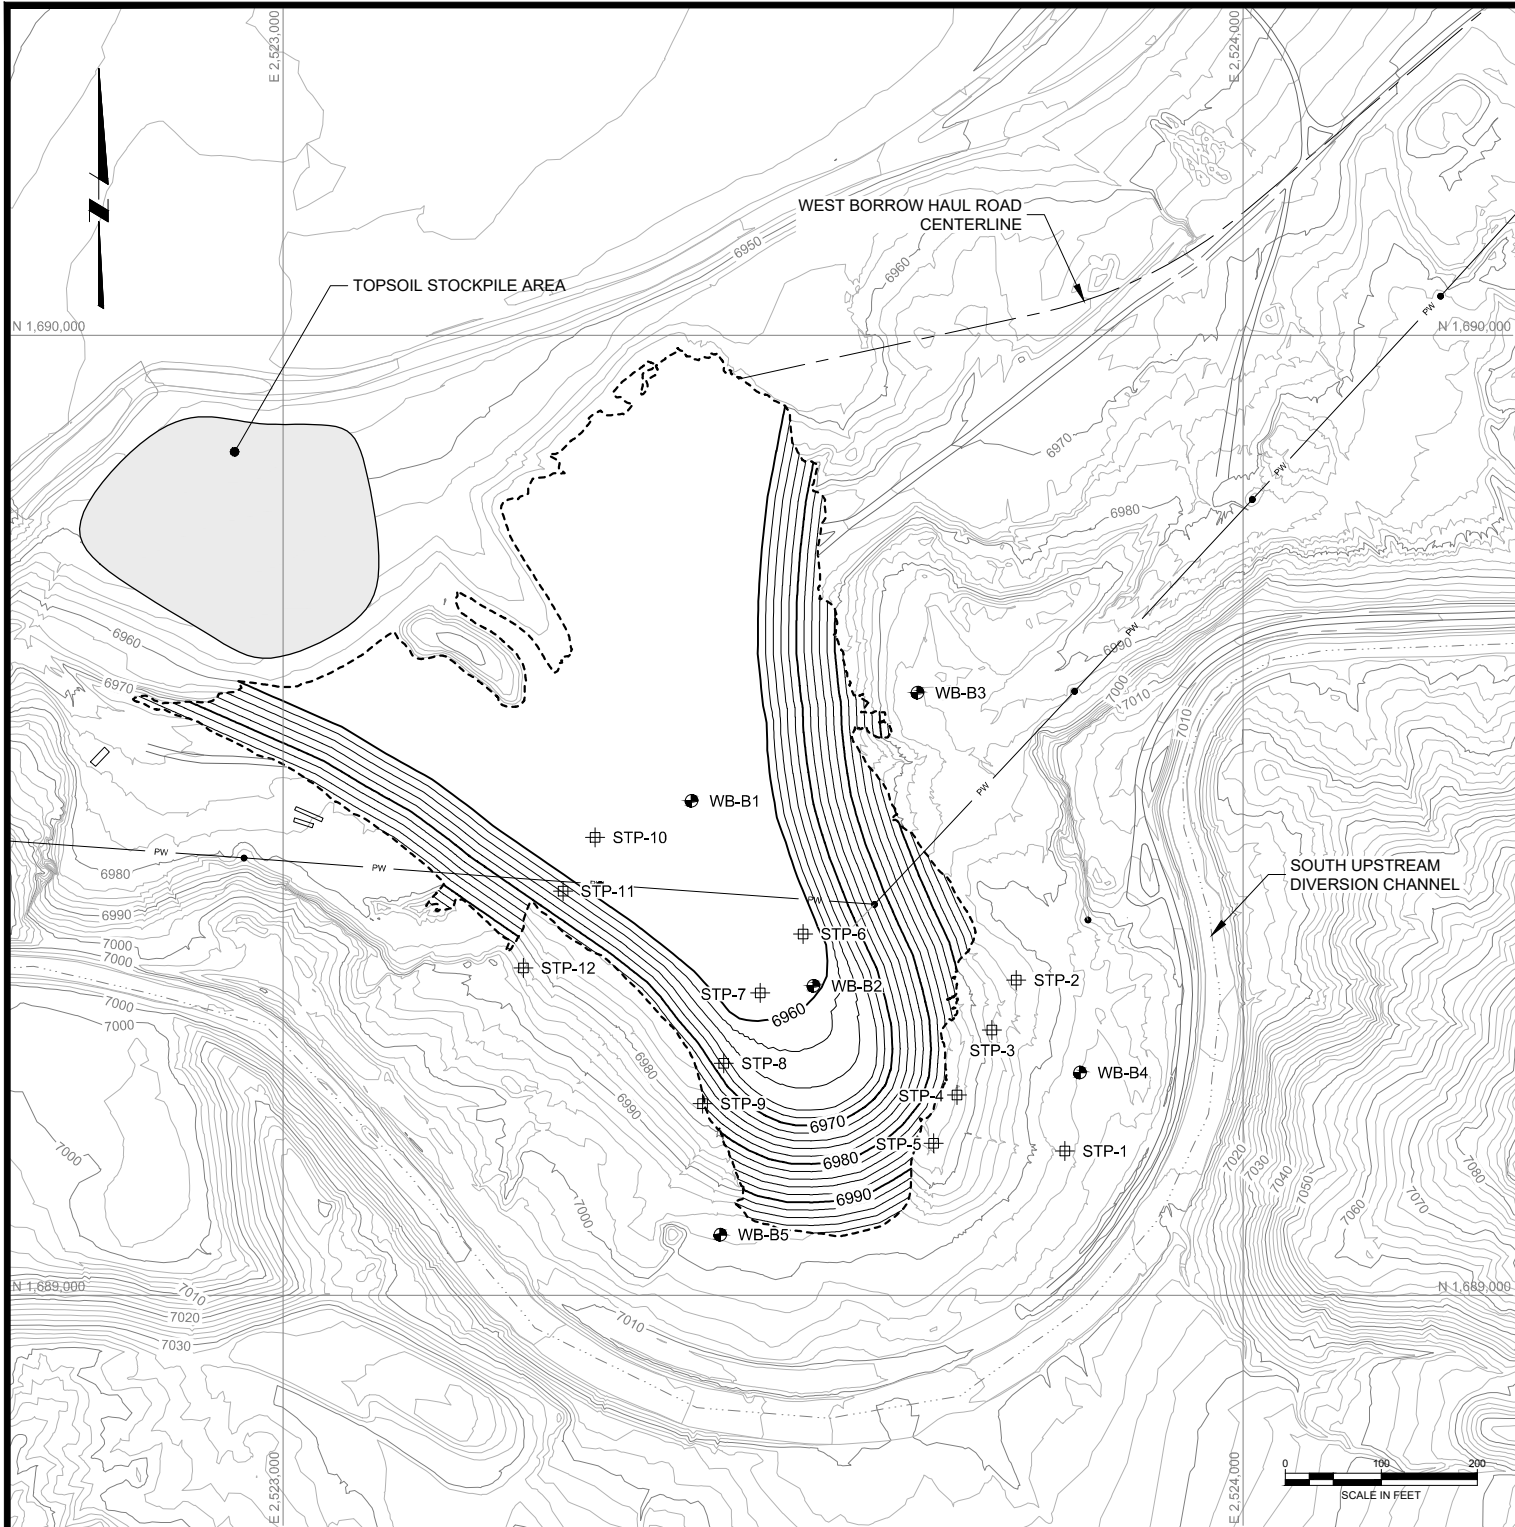 E 2,523,000
E 2,524,000
WEST BORROW HAUL ROAD
CENTERLINE
6950
6960
TOPSOIL STOCKPILE AREA
PW
N 1,690,000
N 1,690,000
6970
PW
6980
PW
6960
6990
6970
7000
7010
7010
WB-B3
PW
WB-B1
STP-10
PW
PW
6980
STP-11
PW
SOUTH UPSTREAM
DIVERSION CHANNEL
6990
STP-6
7000
7000
STP-12
STP-2
STP-7
WB-B2
7000
6960
7000
STP-3
6980
STP-8
WB-B4
6990
STP-4
STP-9
6970
7000
STP-5
STP-1
7020
6980
7030
7080
7040
6990
7050
7070
7000
7060
WB-B5
N 1,689,000
N 1,689,000
7010
7020
7010
7030
E 2,523,000
E 2,524,000
0 100 200
SCALE IN FEET